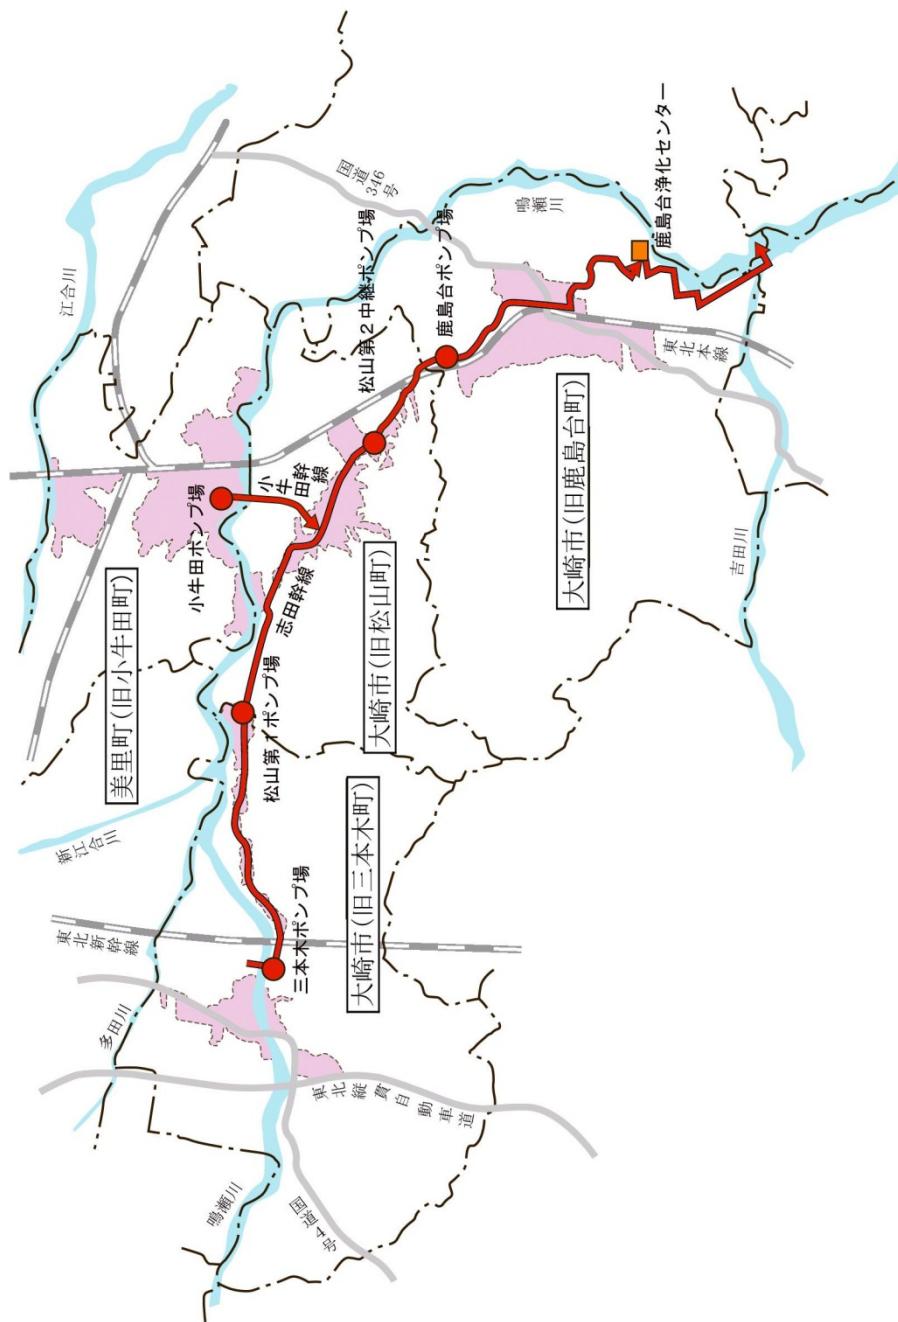 江合川
国道346号
鳴瀬川
鹿島台浄化センター
松山第2中継ポンプ場
鹿島台ポンプ場
東北本線
小牛田幹線
小牛田ポンプ場
大崎市(旧鹿島台町)
吉田川
志田幹線
美里町(旧小牛田町)
大崎市(旧松山町)
松山第1ポンプ場
新江合川
大崎市(旧三本木町)
三本木ポンプ場
東北新幹線
多田川
東北縦貫自動車道
鳴瀬川
国道4号